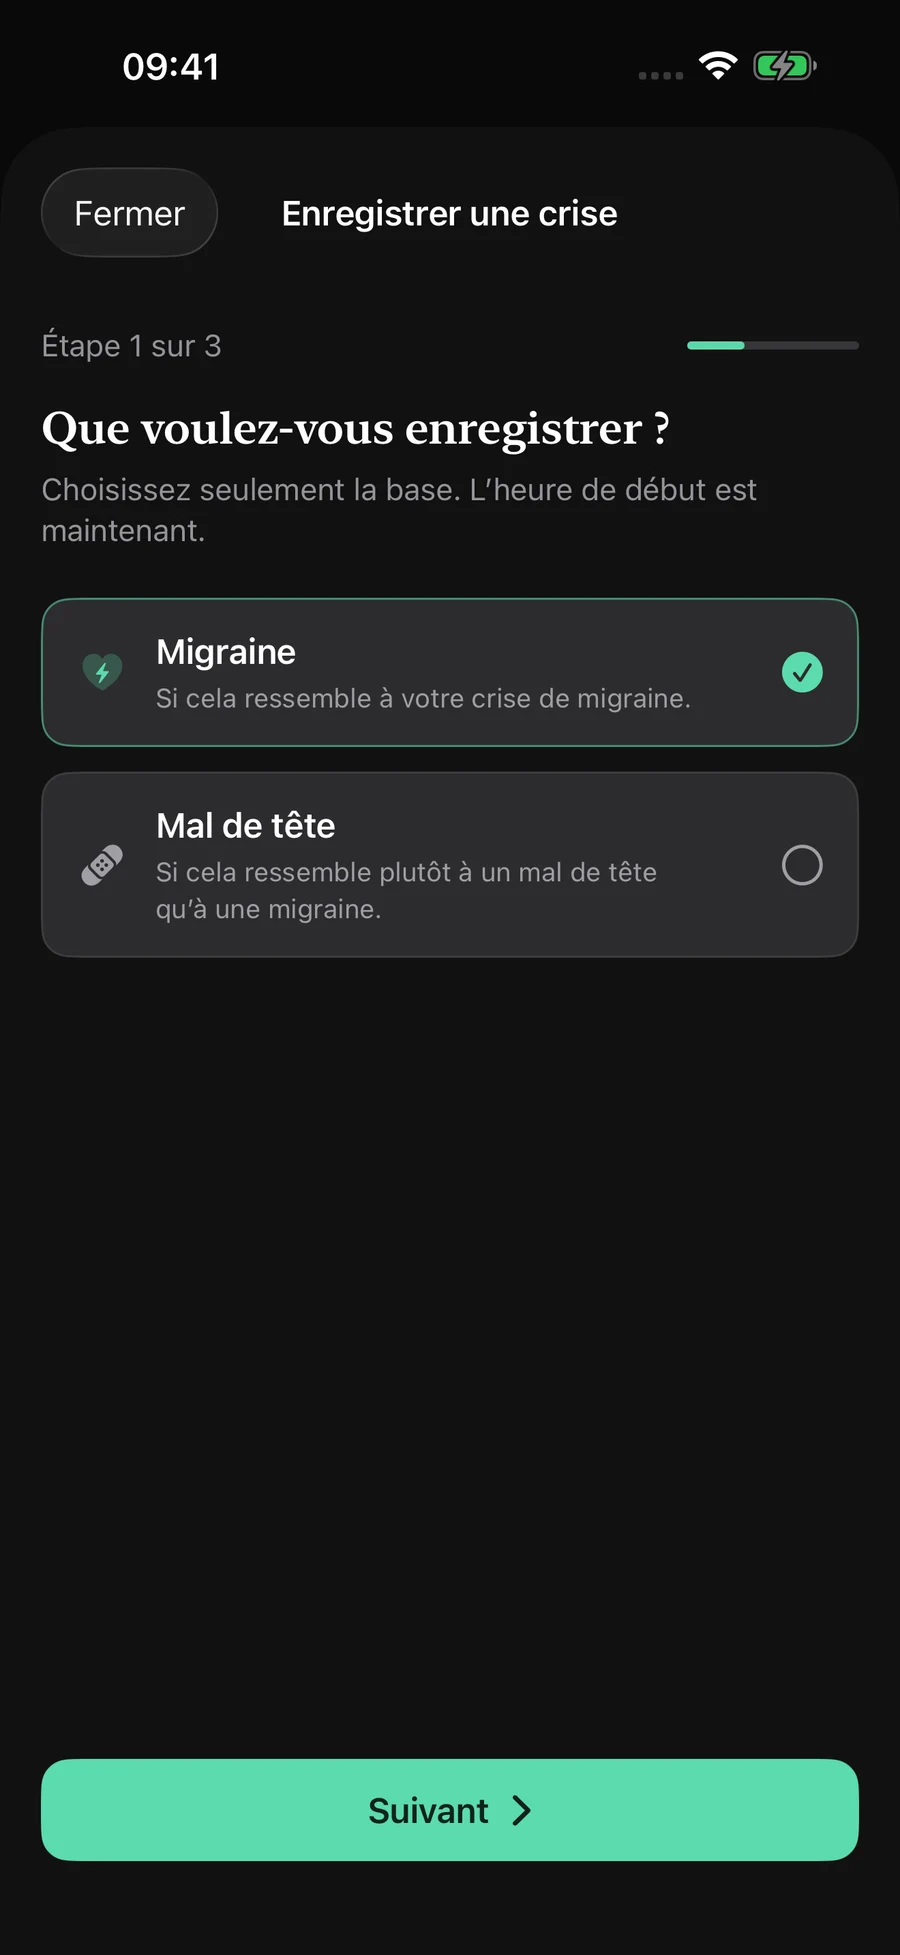 09:41
Fermer
Enregistrer une crise
Étape 1 sur 3
Que voulez-vous enregistrer ?
Choisissez seulement la base. L’heure de début est
maintenant.
Migraine
Si cela ressemble à votre crise de migraine.
Mal de tête
Si cela ressemble plutôt à un mal de tête
qu’à une migraine.
Suivant